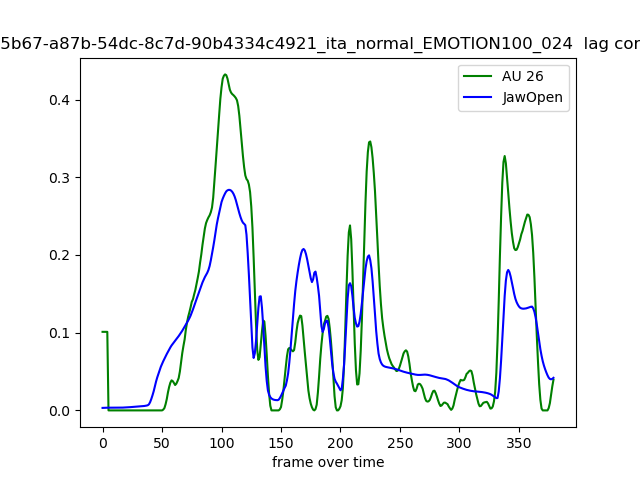 5b67-a87b-54dc-8c7d-90b4334c4921_ita_normal_EMOTION100_024 lag cor
AU 26
JawOpen
0.4
0.3
0.2
0.1
0.0
0 50 100 150 200 250 300 350
frame over time